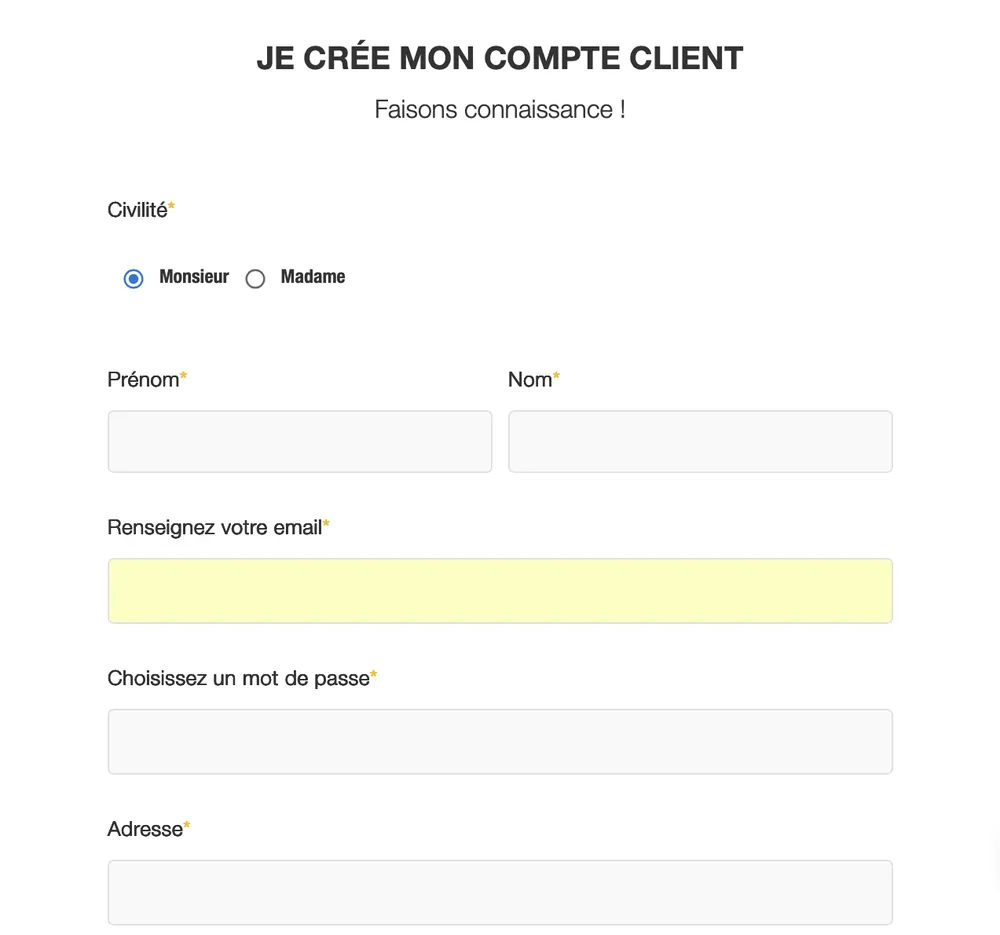 JE CRÉE MON COMPTE CLIENT
Faisons connaissance !
Civilité*
Monsieur Madame
Prénom* Nom*
Renseignez votre email*
Choisissez un mot de passe*
Adresse*